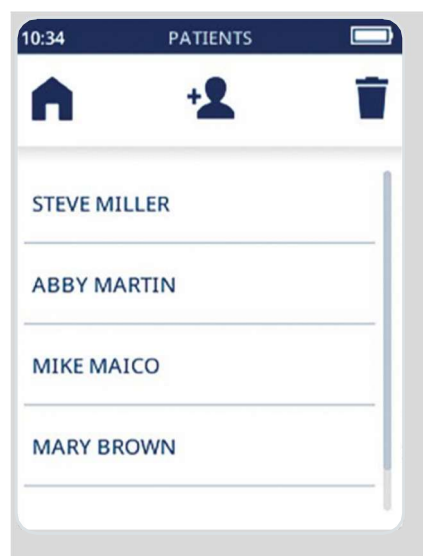 10:34 PATIENTS
STEVE MILLER
ABBY MARTIN
MIKE MAICO
MARY BROWN